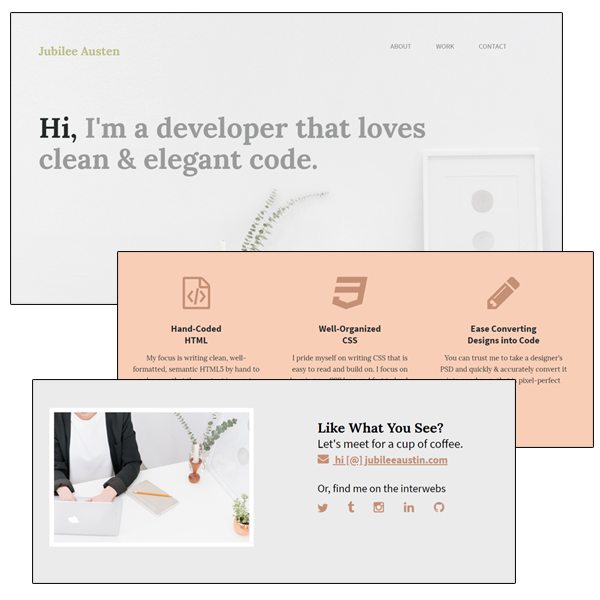 Jubilee Austen
ABOUT WORK CONTACT
Hi, I'm a developer that loves
clean & elegant code.
Hand-Coded
HTML
My focus is writing clean, well-
formatted, semantic HTML5 by hand to
Well-Organized
CSS
I pride myself on writing CSS that is
easy to read and build on. I focus on
Ease Converting
Designs into Code
You can trust me to take a designer's
PSD and quickly & accurately convert it
pixel-perfect
Like What You See?
Let's meet for a cup of coffee.
hi [@] jubileeaustin.com
Or, find me on the interwebs